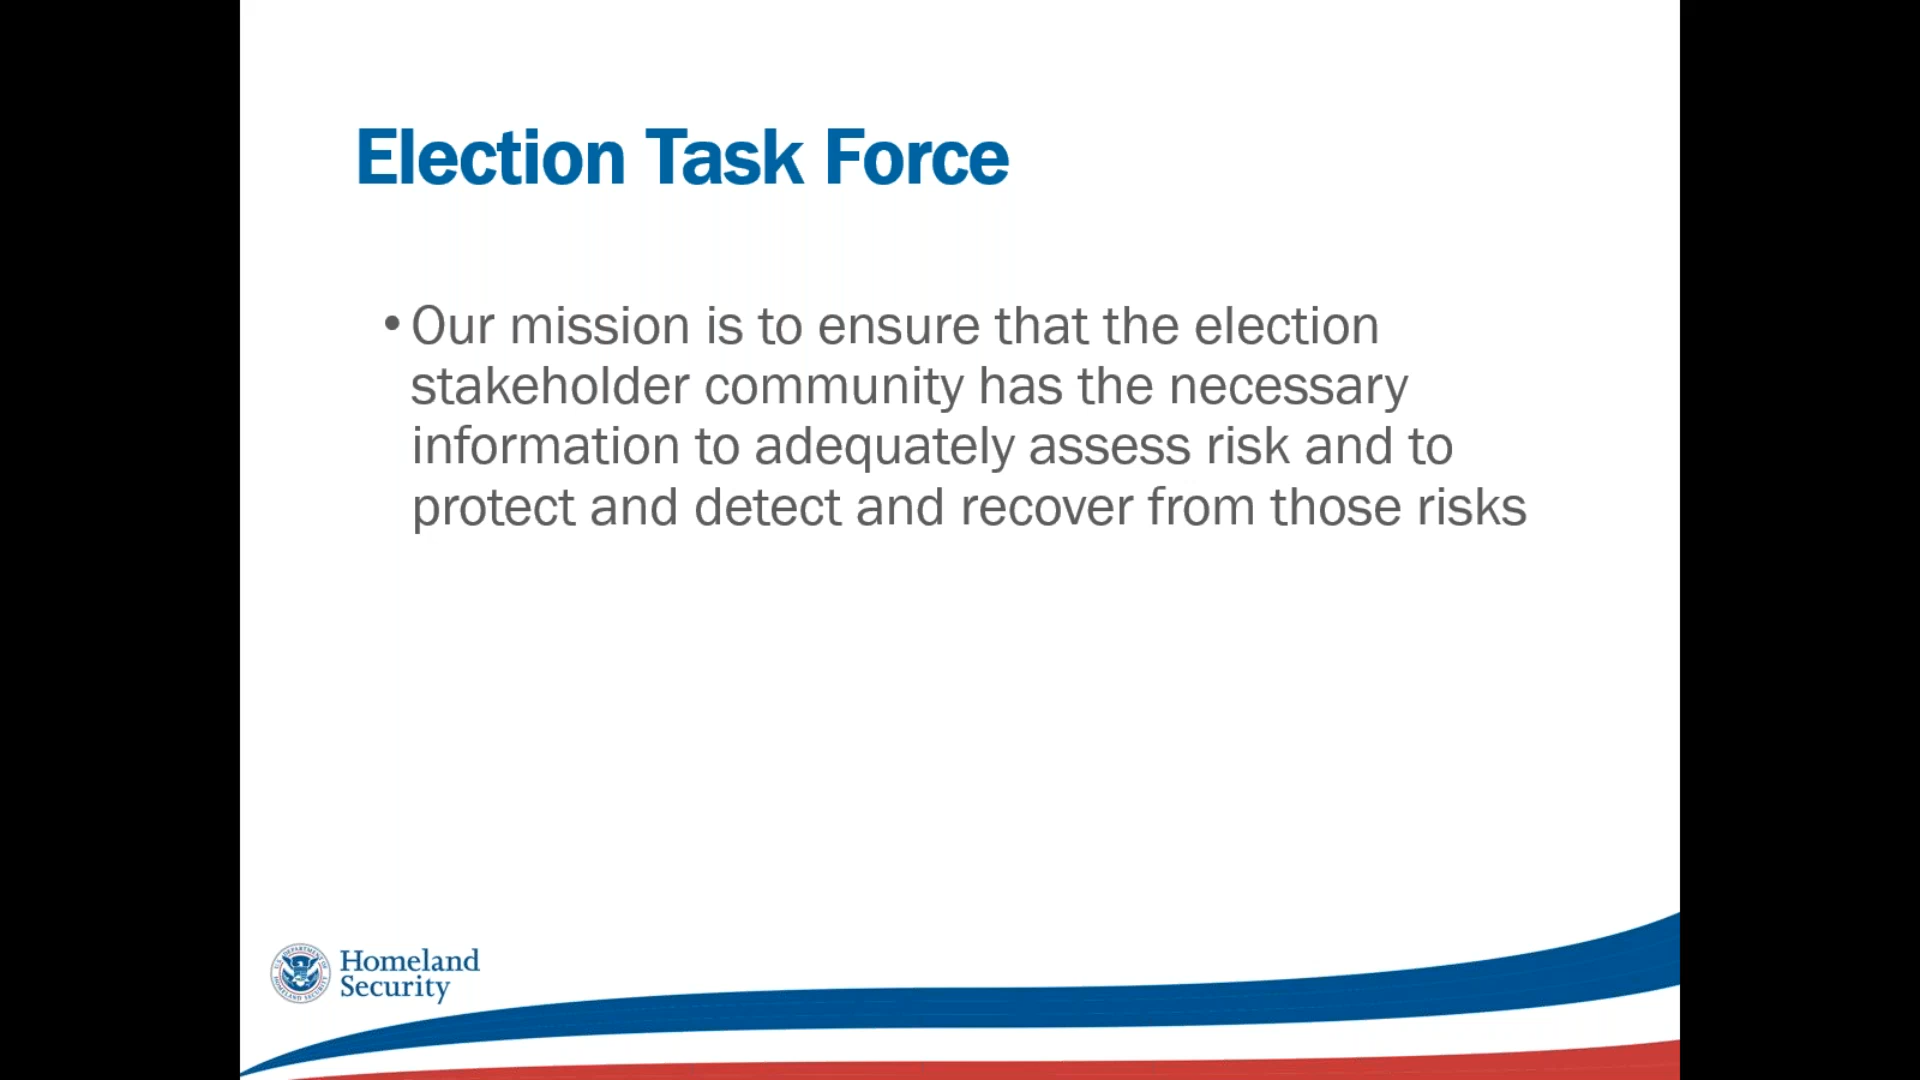 Election Task Force
• Our mission is to ensure that the election
stakeholder community has the necessary
information to adequately assess risk and to
protect and detect and recover from those risks
Homeland
Security